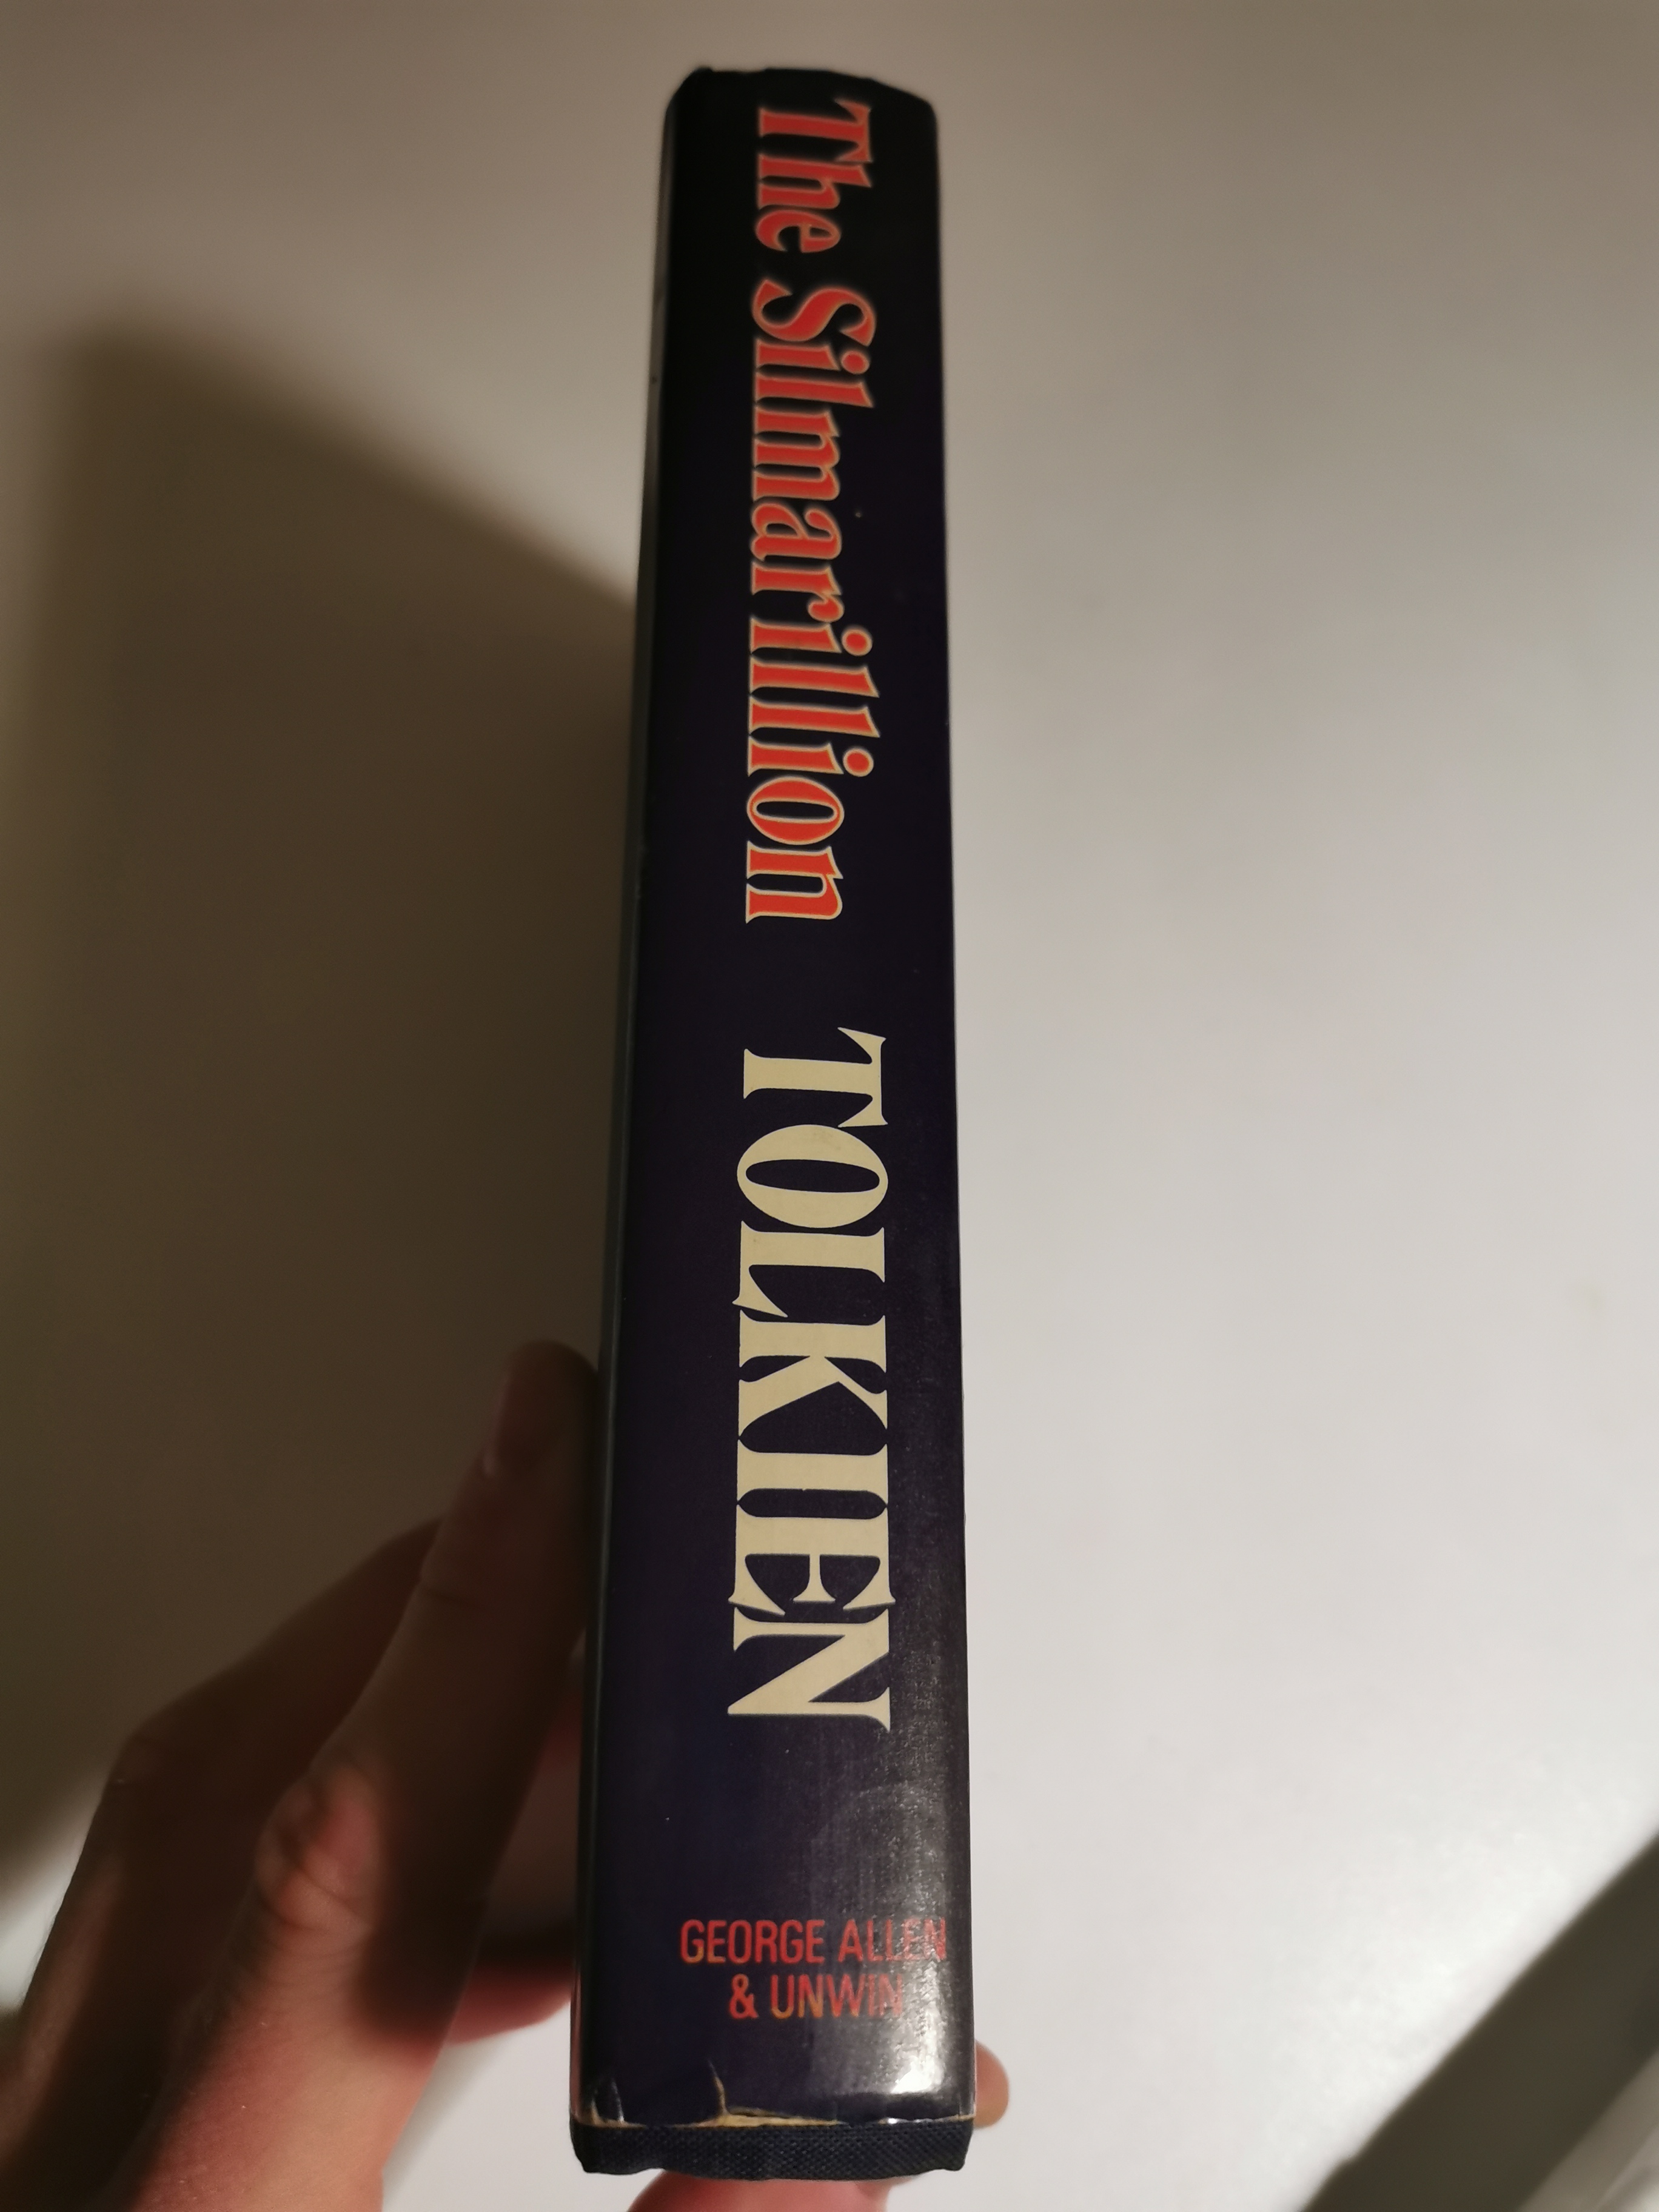 The Silmarillion TOLKIEN
GEORGE ALLEN
& UNWIN